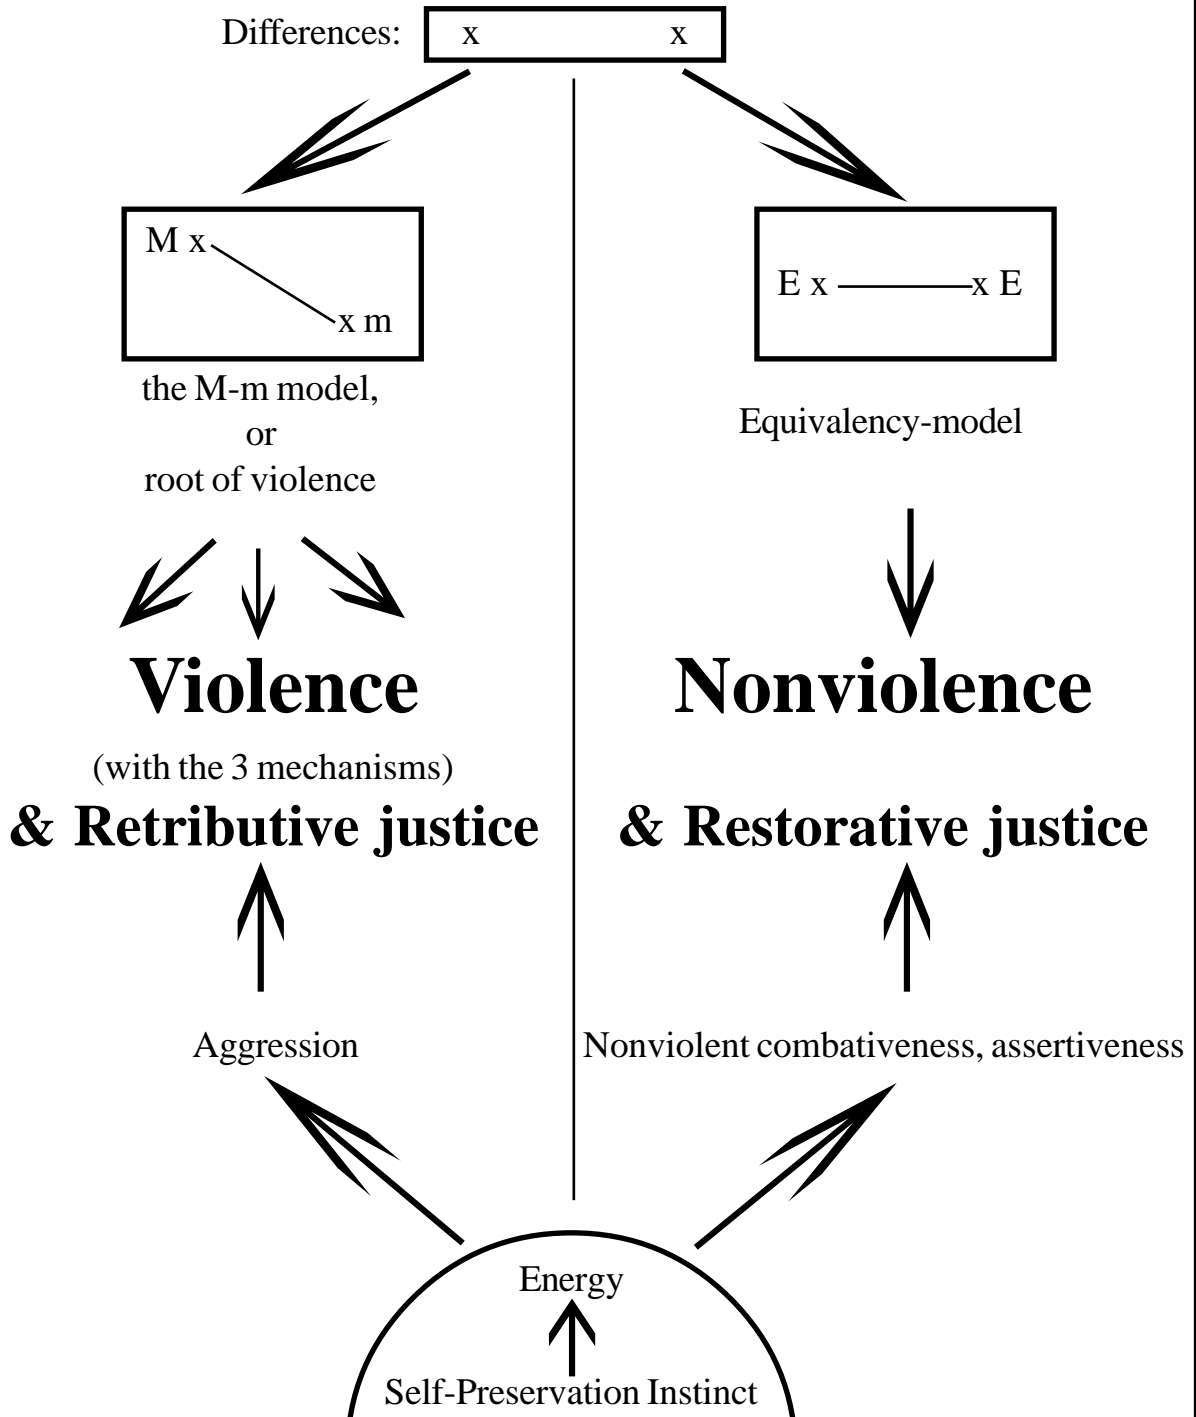 Differences: x x
M x
x m
the M-m model,
or
root of violence
E x x E
Equivalency-model
Violence
(with the 3 mechanisms)
& Retributive justice
Nonviolence
& Restorative justice
Aggression
Nonviolent combativeness, assertiveness
Energy
Self-Preservation Instinct